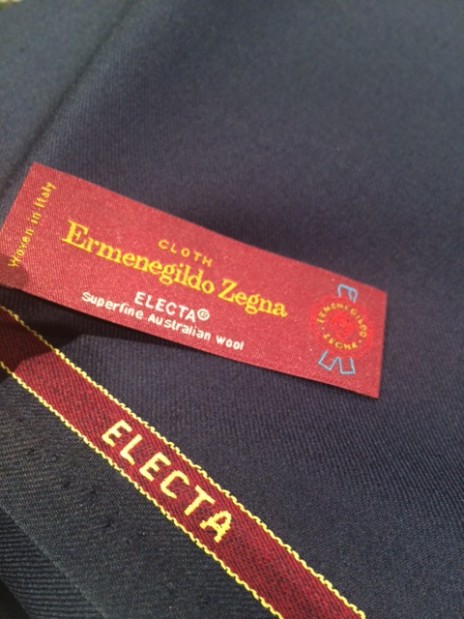 Woven in Italy
CLOTH
Ermenegildo Zegna
ELECTA®
Superfine Australian wool
ERMENEGILDO
ZEGNA
ELECTA